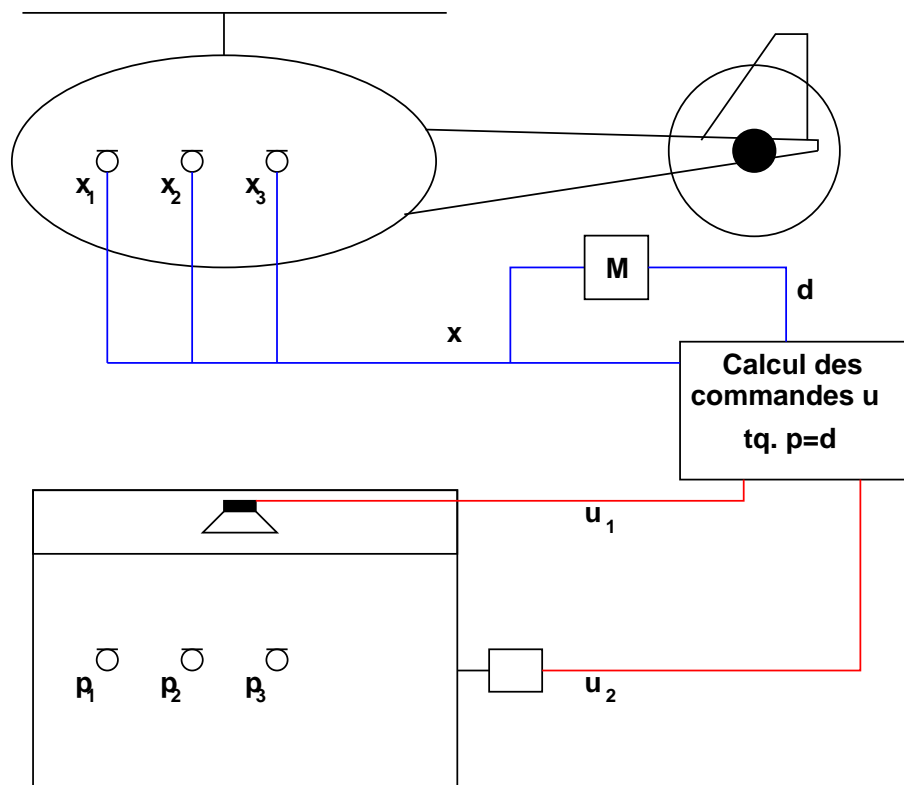 x1 x2 x3
M
d
x
Calcul des
commandes u
tq. p=d
u1
p1 p2 p3
u2